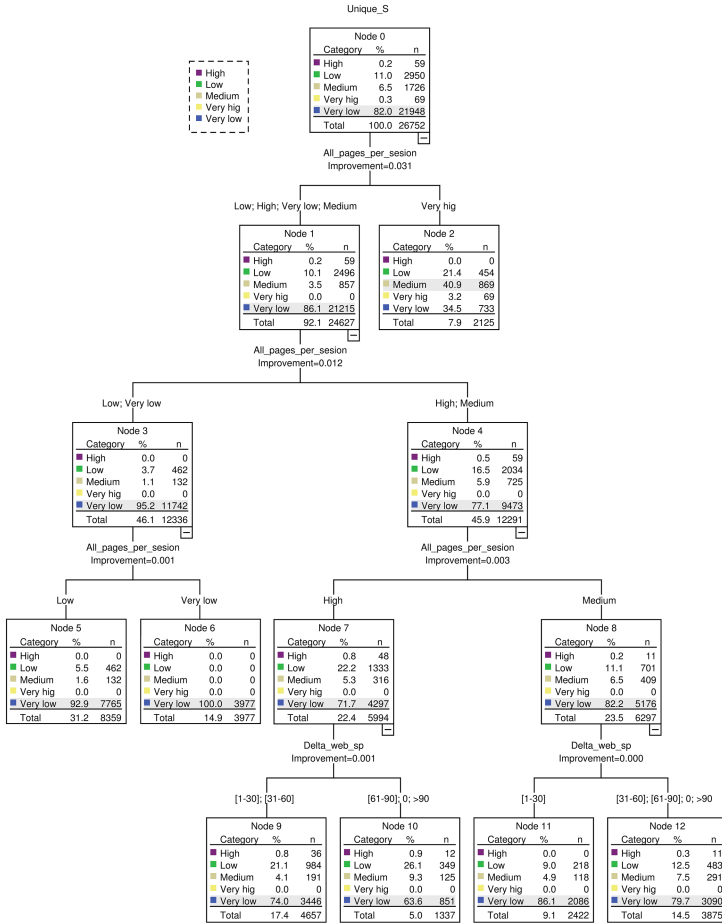 Unique_S
High
Low
Medium
Very hig
Very low
Node 0
Category % n
High 0.2 59
Low 11.0 2950
Medium 6.5 1726
Very hig 0.3 69
Very low 82.0 21948
Total 100.0 26752
All_pages_per_sesion
Improvement=0.031
Low; High; Very low; Medium
Very hig
Node 1
Category % n
High 0.2 59
Low 10.1 2496
Medium 3.5 857
Very hig 0.0 0
Very low 86.1 21215
Total 92.1 24627
Node 2
Category % n
High 0.0 0
Low 21.4 454
Medium 40.9 869
Very hig 3.2 69
Very low 34.5 733
Total 7.9 2125
All_pages_per_sesion
Improvement=0.012
Low; Very low
High; Medium
Node 3
Category % n
High 0.0 0
Low 3.7 462
Medium 1.1 132
Very hig 0.0 0
Very low 95.2 11742
Total 46.1 12336
Node 4
Category % n
High 0.5 59
Low 16.5 2034
Medium 5.9 725
Very hig 0.0 0
Very low 77.1 9473
Total 45.9 12291
All_pages_per_sesion
Improvement=0.001
All_pages_per_sesion
Improvement=0.003
Low
Very low
High
Medium
Node 5
Category % n
High 0.0 0
Low 5.5 462
Medium 1.6 132
Very hig 0.0 0
Very low 92.9 7765
Total 31.2 8359
Node 6
Category % n
High 0.0 0
Low 0.0 0
Medium 0.0 0
Very hig 0.0 0
Very low 100.0 3977
Total 14.9 3977
Node 7
Category % n
High 0.8 48
Low 22.2 1333
Medium 5.3 316
Very hig 0.0 0
Very low 71.7 4297
Total 22.4 5994
Node 8
Category % n
High 0.2 11
Low 11.1 701
Medium 6.5 409
Very hig 0.0 0
Very low 82.2 5176
Total 23.5 6297
Delta_web_sp
Improvement=0.001
Delta_web_sp
Improvement=0.000
[1-30]; [31-60]
[61-90]; 0; >90
[1-30]
[31-60]; [61-90]; 0; >90
Node 9
Category % n
High 0.8 36
Low 21.1 984
Medium 4.1 191
Very hig 0.0 0
Very low 74.0 3446
Total 17.4 4657
Node 10
Category % n
High 0.9 12
Low 26.1 349
Medium 9.3 125
Very hig 0.0 0
Very low 63.6 851
Total 5.0 1337
Node 11
Category % n
High 0.0 0
Low 9.0 218
Medium 4.9 118
Very hig 0.0 0
Very low 86.1 2086
Total 9.1 2422
Node 12
Category % n
High 0.3 11
Low 12.5 483
Medium 7.5 291
Very hig 0.0 0
Very low 79.7 3090
Total 14.5 3875